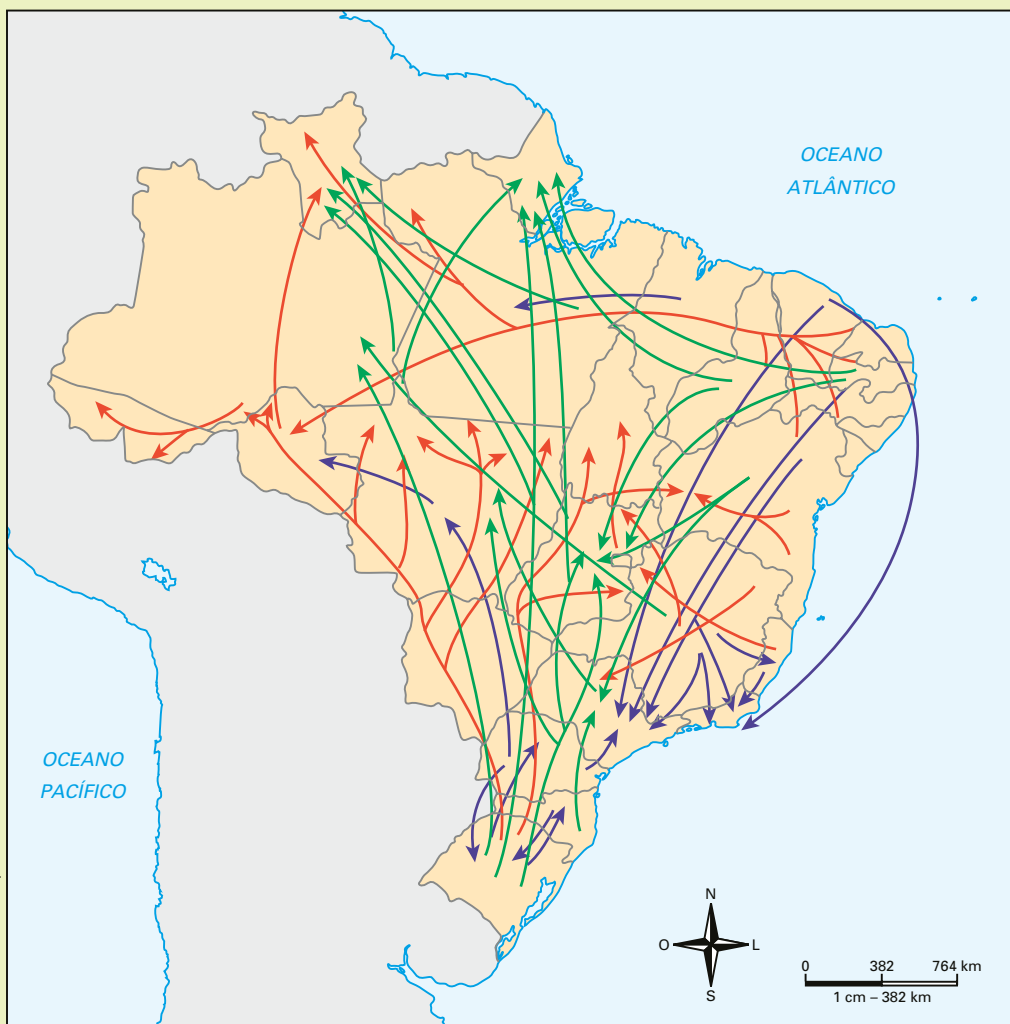 OCEANO
ATLÂNTICO
OCEANO
PACÍFICO
N
O
L
S
0 382 764 km
1 cm – 382 km